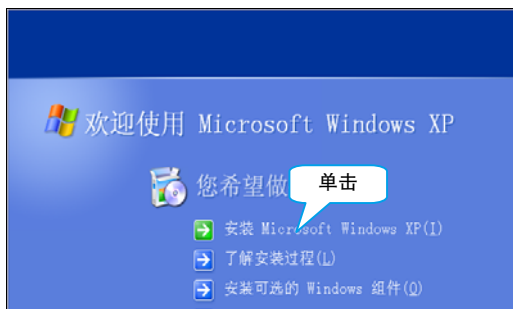 欢迎使用 Microsoft Windows XP
您希望做
单击
安装 Microsoft Windows XP(I)
了解安装过程(L)
安装可选的 Windows 组件(O)